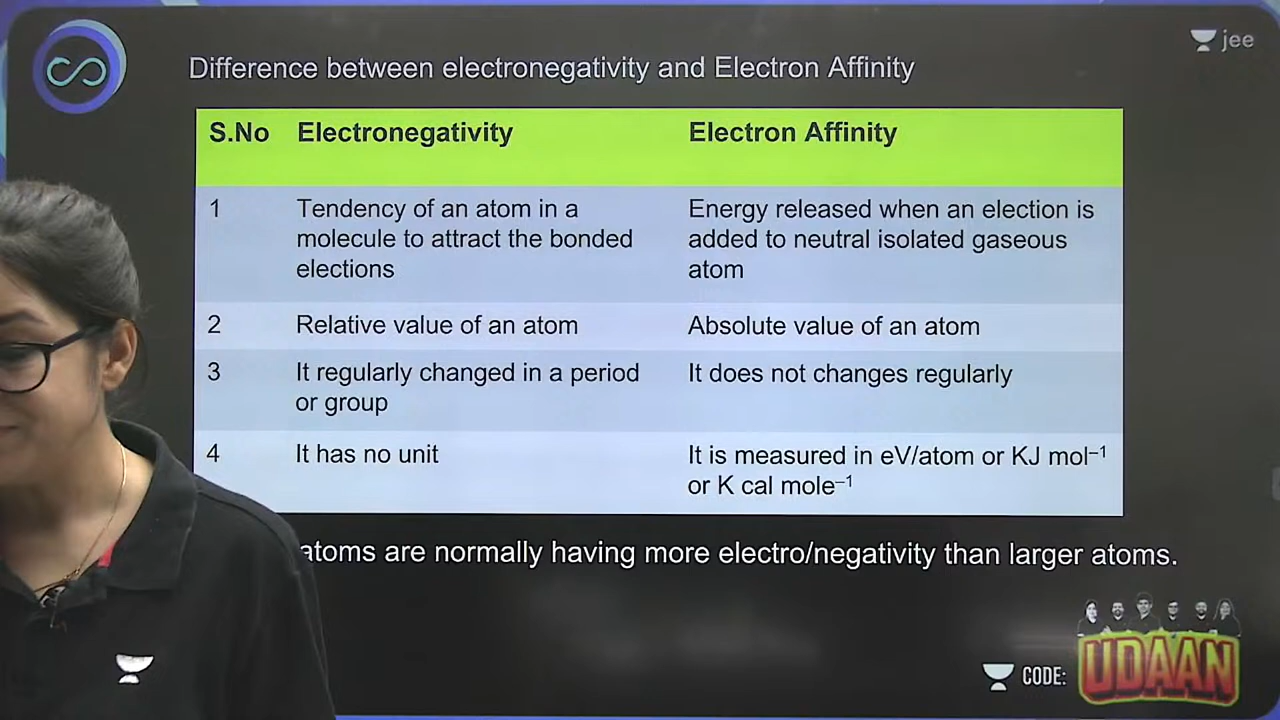 jee
Difference between electronegativity and Electron Affinity
S.No Electronegativity Electron Affinity
1 Tendency of an atom in a Energy released when an election is
molecule to attract the bonded added to neutral isolated gaseous
elections atom
2 Relative value of an atom Absolute value of an atom
3 It regularly changed in a period It does not changes regularly
or group
4 It has no unit It is measured in eV/atom or KJ mol⁻¹
or K cal mole⁻¹
atoms are normally having more electro/negativity than larger atoms.
CODE: UDAAN